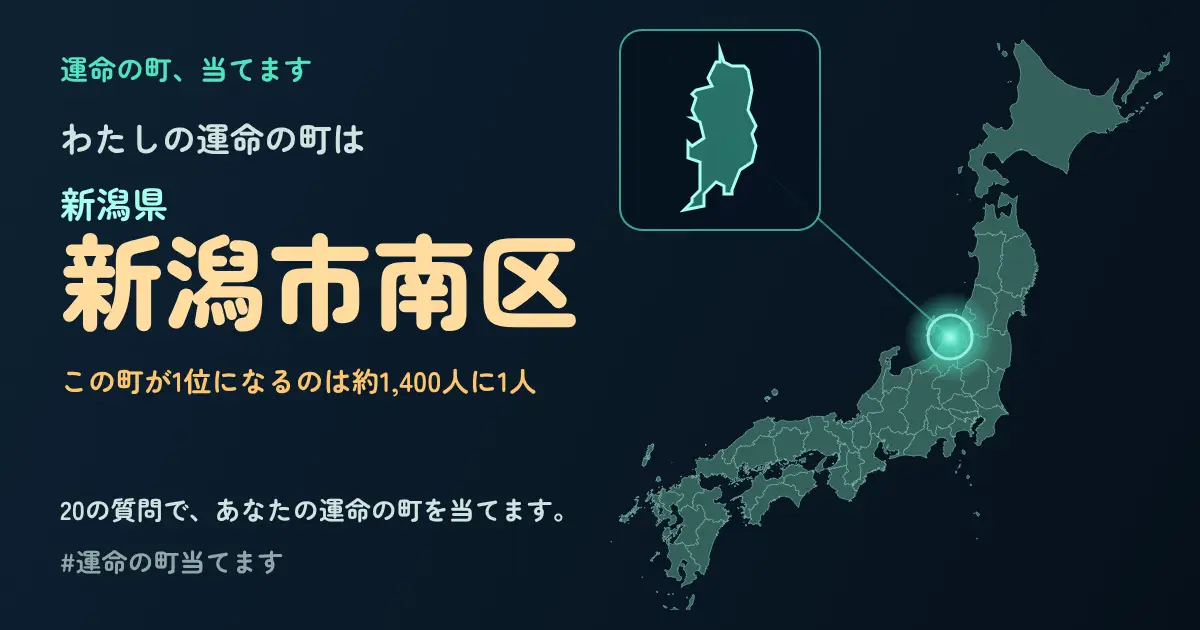 運命の町、当てます
わたしの運命の町は
新潟県
新潟市南区
この町が1位になるのは約1,400人に1人
20の質問で、あなたの運命の町を当てます。
#運命の町当てます